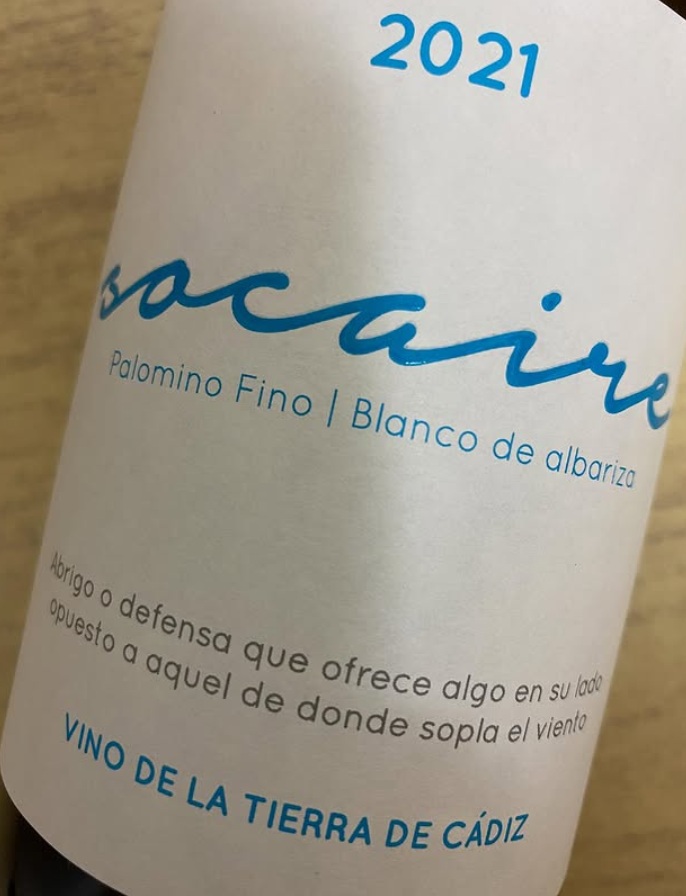 2021
socaire
Palomino Fino | Blanco de albariza
Abrigo o defensa que ofrece algo en su lado
opuesto a aquel de donde sopla el viento
VINO DE LA TIERRA DE CÁDIZ